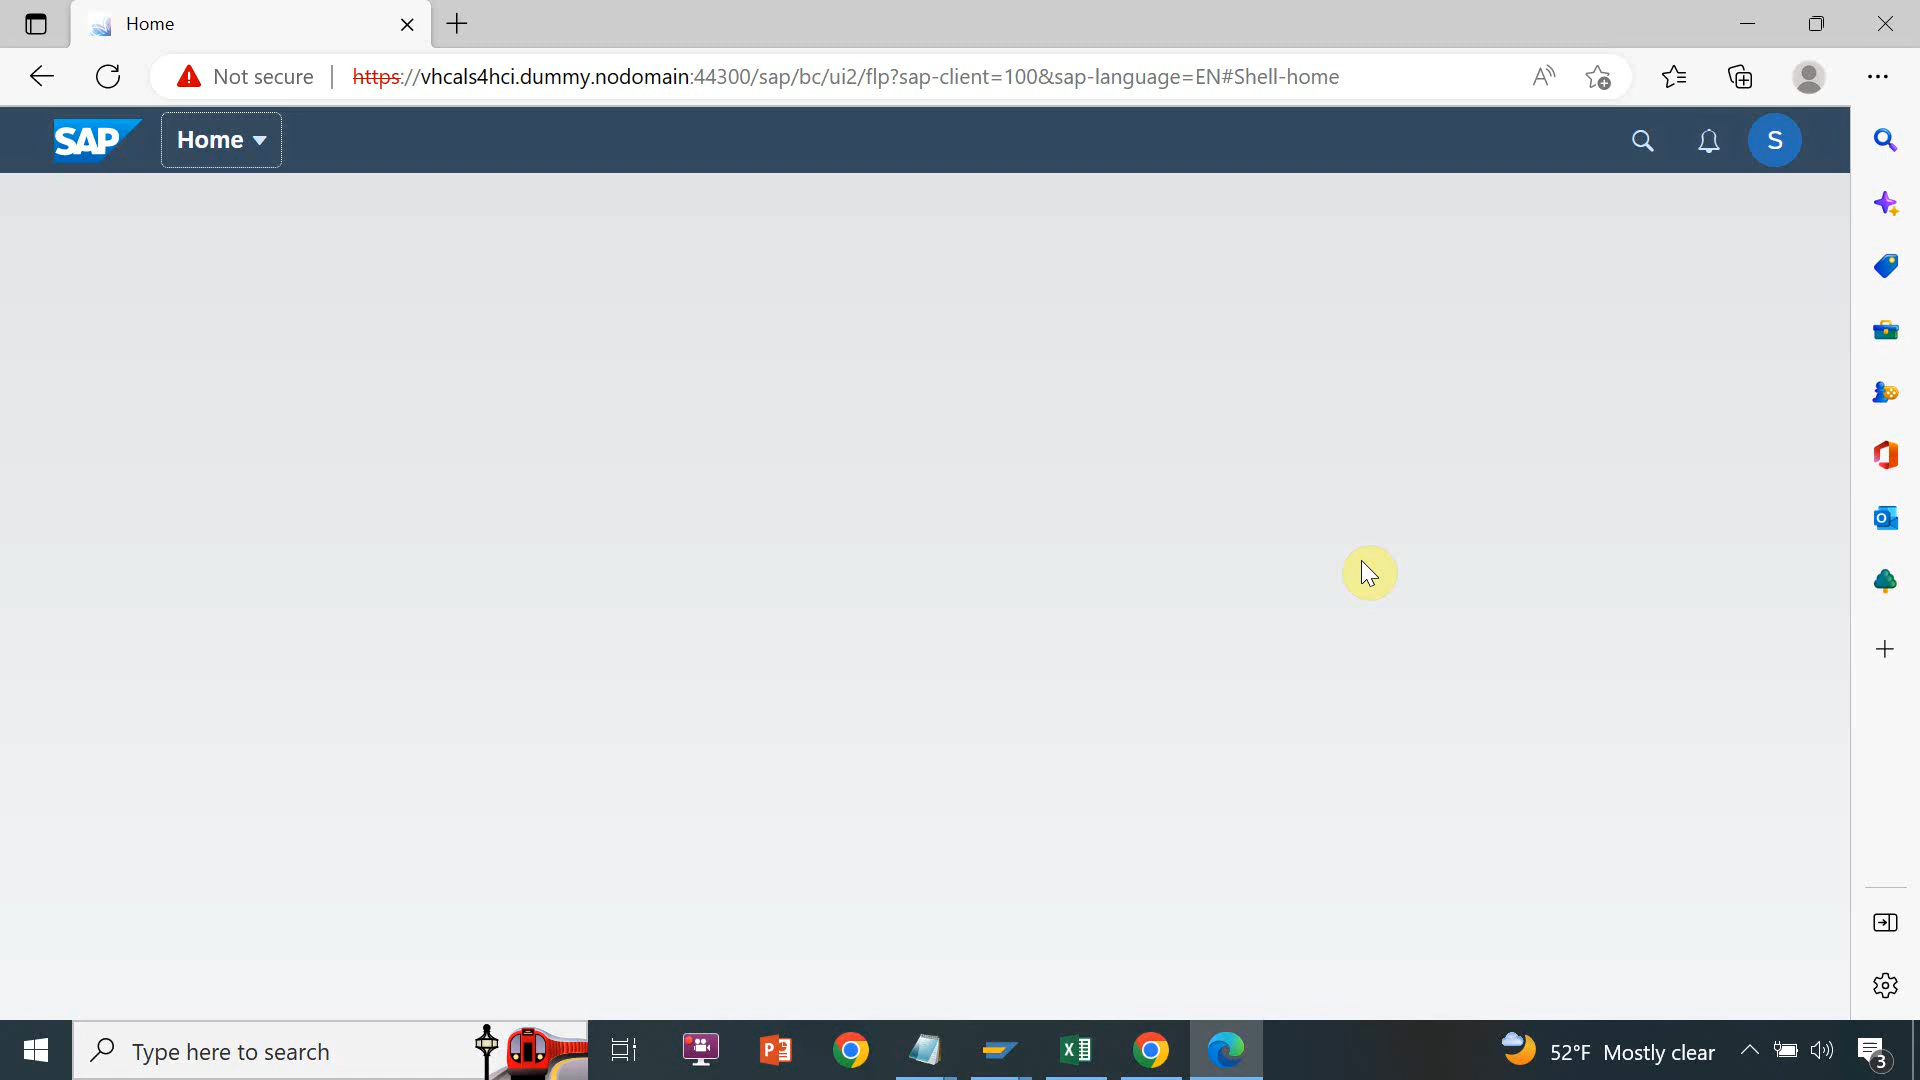 Home
Not secure https://vhcals4hci.dummy.nodomain:44300/sap/bc/ui2/flp?sap-client=100&sap-language=EN#Shell-home
SAP Home S
Type here to search
52°F Mostly clear
3